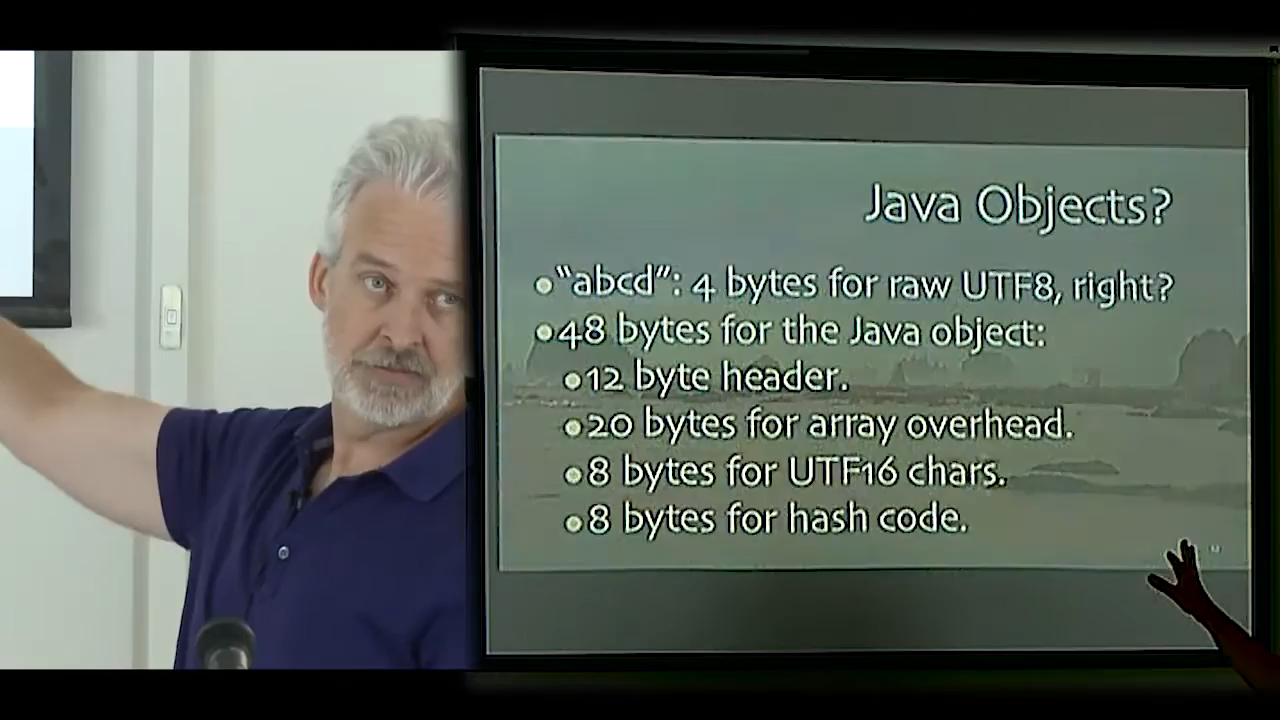 Java Objects?
• “abcd”: 4 bytes for raw UTF8, right?
• 48 bytes for the Java object:
• 12 byte header.
• 20 bytes for array overhead.
• 8 bytes for UTF16 chars.
• 8 bytes for hash code.